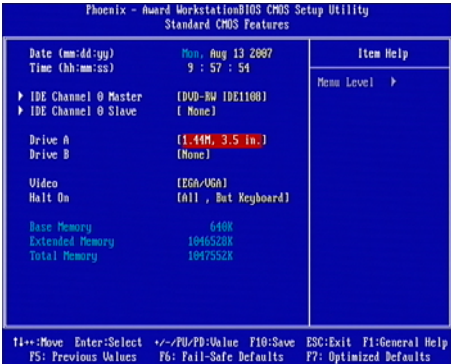 Phoenix - Award WorkstationBIOS CMOS Setup Utility
Standard CMOS Features
Date (mm:dd:yy) Mon, Aug 13 2007
Time (hh:mm:ss) 9 : 57 : 54
IDE Channel 0 Master [DVD-RW IDE1108]
IDE Channel 0 Slave [ None]
Drive A [1.44M, 3.5 in.]
Drive B [None]
Video [EGA/VGA]
Halt On [All , But Keyboard]
Base Memory 640K
Extended Memory 1046528K
Total Memory 1047552K
Item Help
Menu Level ▶
↑↓→←:Move Enter:Select +/-/PU/PD:Value F10:Save ESC:Exit F1:General Help
F5: Previous Values F6: Fail-Safe Defaults F7: Optimized Defaults